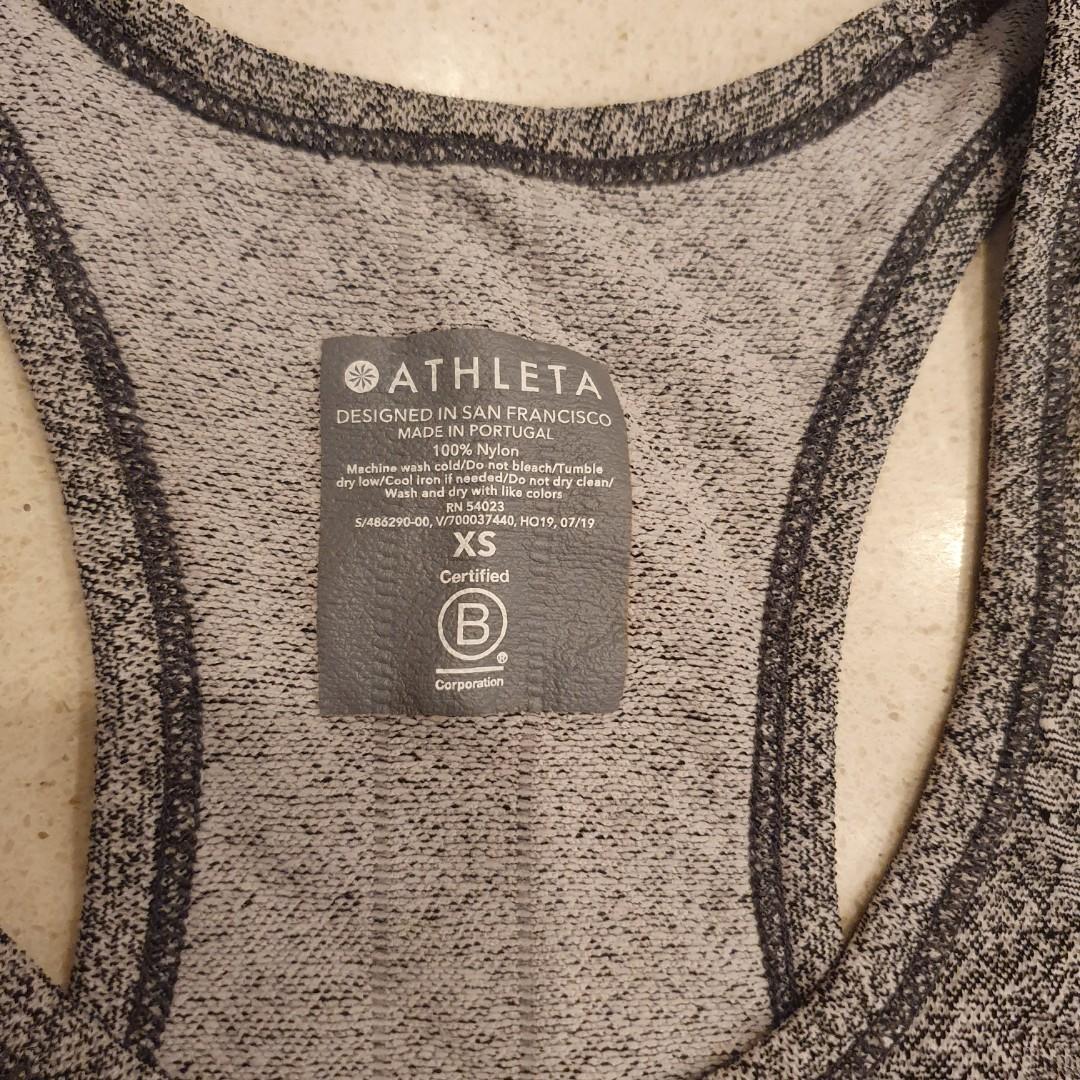 ATHLETA
DESIGNED IN SAN FRANCISCO
MADE IN PORTUGAL
100% Nylon
Machine wash cold/Do not bleach/Tumble
dry low/Cool iron if needed/Do not dry clean/
Wash and dry with like colors
RN 54023
S/486290-00, V/700037440, HO19, 07/19
XS
Certified
B
®
Corporation